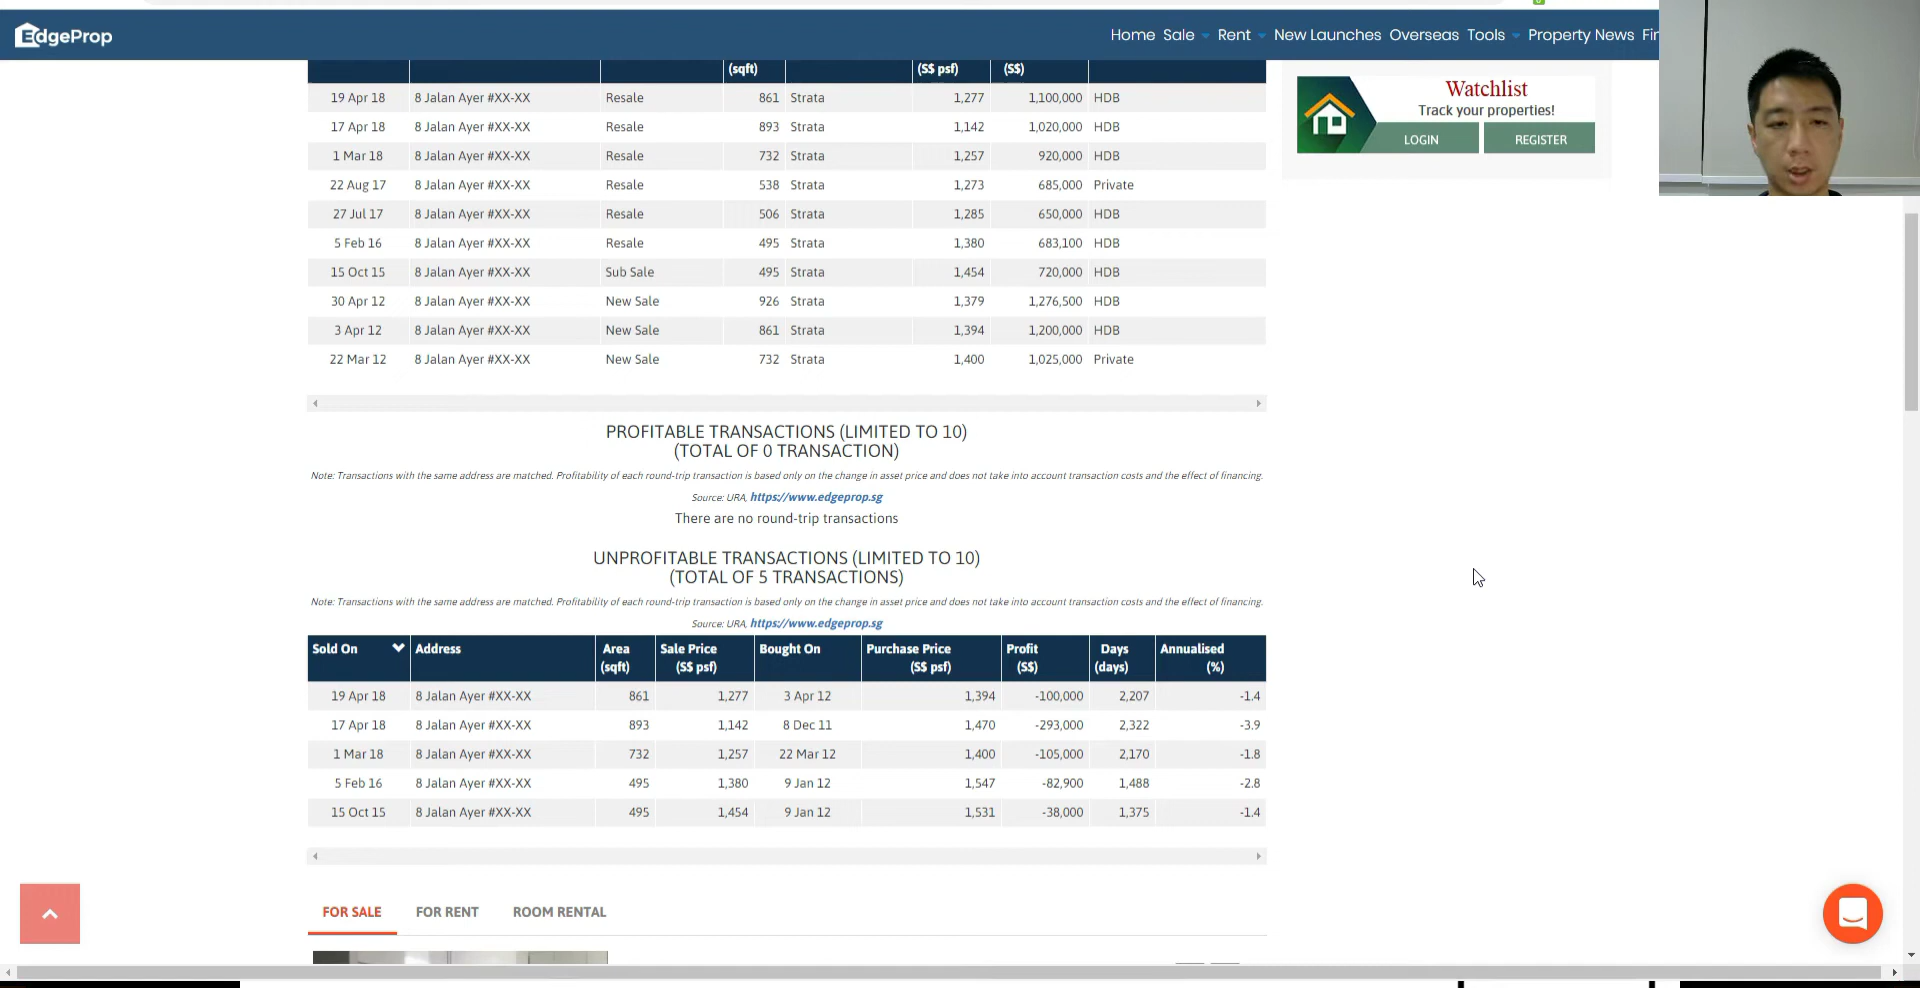 EdgeProp
Home Sale Rent New Launches Overseas Tools Property News Fin
(sqft) (S$ psf) (S$)
19 Apr 18 8 Jalan Ayer #XX-XX Resale 861 Strata 1,277 1,100,000 HDB
17 Apr 18 8 Jalan Ayer #XX-XX Resale 893 Strata 1,142 1,020,000 HDB
1 Mar 18 8 Jalan Ayer #XX-XX Resale 732 Strata 1,257 920,000 HDB
22 Aug 17 8 Jalan Ayer #XX-XX Resale 538 Strata 1,273 685,000 Private
27 Jul 17 8 Jalan Ayer #XX-XX Resale 506 Strata 1,285 650,000 HDB
5 Feb 16 8 Jalan Ayer #XX-XX Resale 495 Strata 1,380 683,100 HDB
15 Oct 15 8 Jalan Ayer #XX-XX Sub Sale 495 Strata 1,454 720,000 HDB
30 Apr 12 8 Jalan Ayer #XX-XX New Sale 926 Strata 1,379 1,276,500 HDB
3 Apr 12 8 Jalan Ayer #XX-XX New Sale 861 Strata 1,394 1,200,000 HDB
22 Mar 12 8 Jalan Ayer #XX-XX New Sale 732 Strata 1,400 1,025,000 Private
Watchlist
Track your properties!
LOGIN REGISTER
PROFITABLE TRANSACTIONS (LIMITED TO 10)
(TOTAL OF 0 TRANSACTION)
Note: Transactions with the same address are matched. Profitability of each round-trip transaction is based only on the change in asset price and does not take into account transaction costs and the effect of financing.
Source: URA, https://www.edgeprop.sg
There are no round-trip transactions
UNPROFITABLE TRANSACTIONS (LIMITED TO 10)
(TOTAL OF 5 TRANSACTIONS)
Note: Transactions with the same address are matched. Profitability of each round-trip transaction is based only on the change in asset price and does not take into account transaction costs and the effect of financing.
Source: URA, https://www.edgeprop.sg
Sold On Address Area Sale Price Bought On Purchase Price Profit Days Annualised
(sqft) (S$ psf) (S$ psf) (S$) (days) (%)
19 Apr 18 8 Jalan Ayer #XX-XX 861 1,277 3 Apr 12 1,394 -100,000 2,207 -1.4
17 Apr 18 8 Jalan Ayer #XX-XX 893 1,142 8 Dec 11 1,470 -293,000 2,322 -3.9
1 Mar 18 8 Jalan Ayer #XX-XX 732 1,257 22 Mar 12 1,400 -105,000 2,170 -1.8
5 Feb 16 8 Jalan Ayer #XX-XX 495 1,380 9 Jan 12 1,547 -82,900 1,488 -2.8
15 Oct 15 8 Jalan Ayer #XX-XX 495 1,454 9 Jan 12 1,531 -38,000 1,375 -1.4
FOR SALE FOR RENT ROOM RENTAL